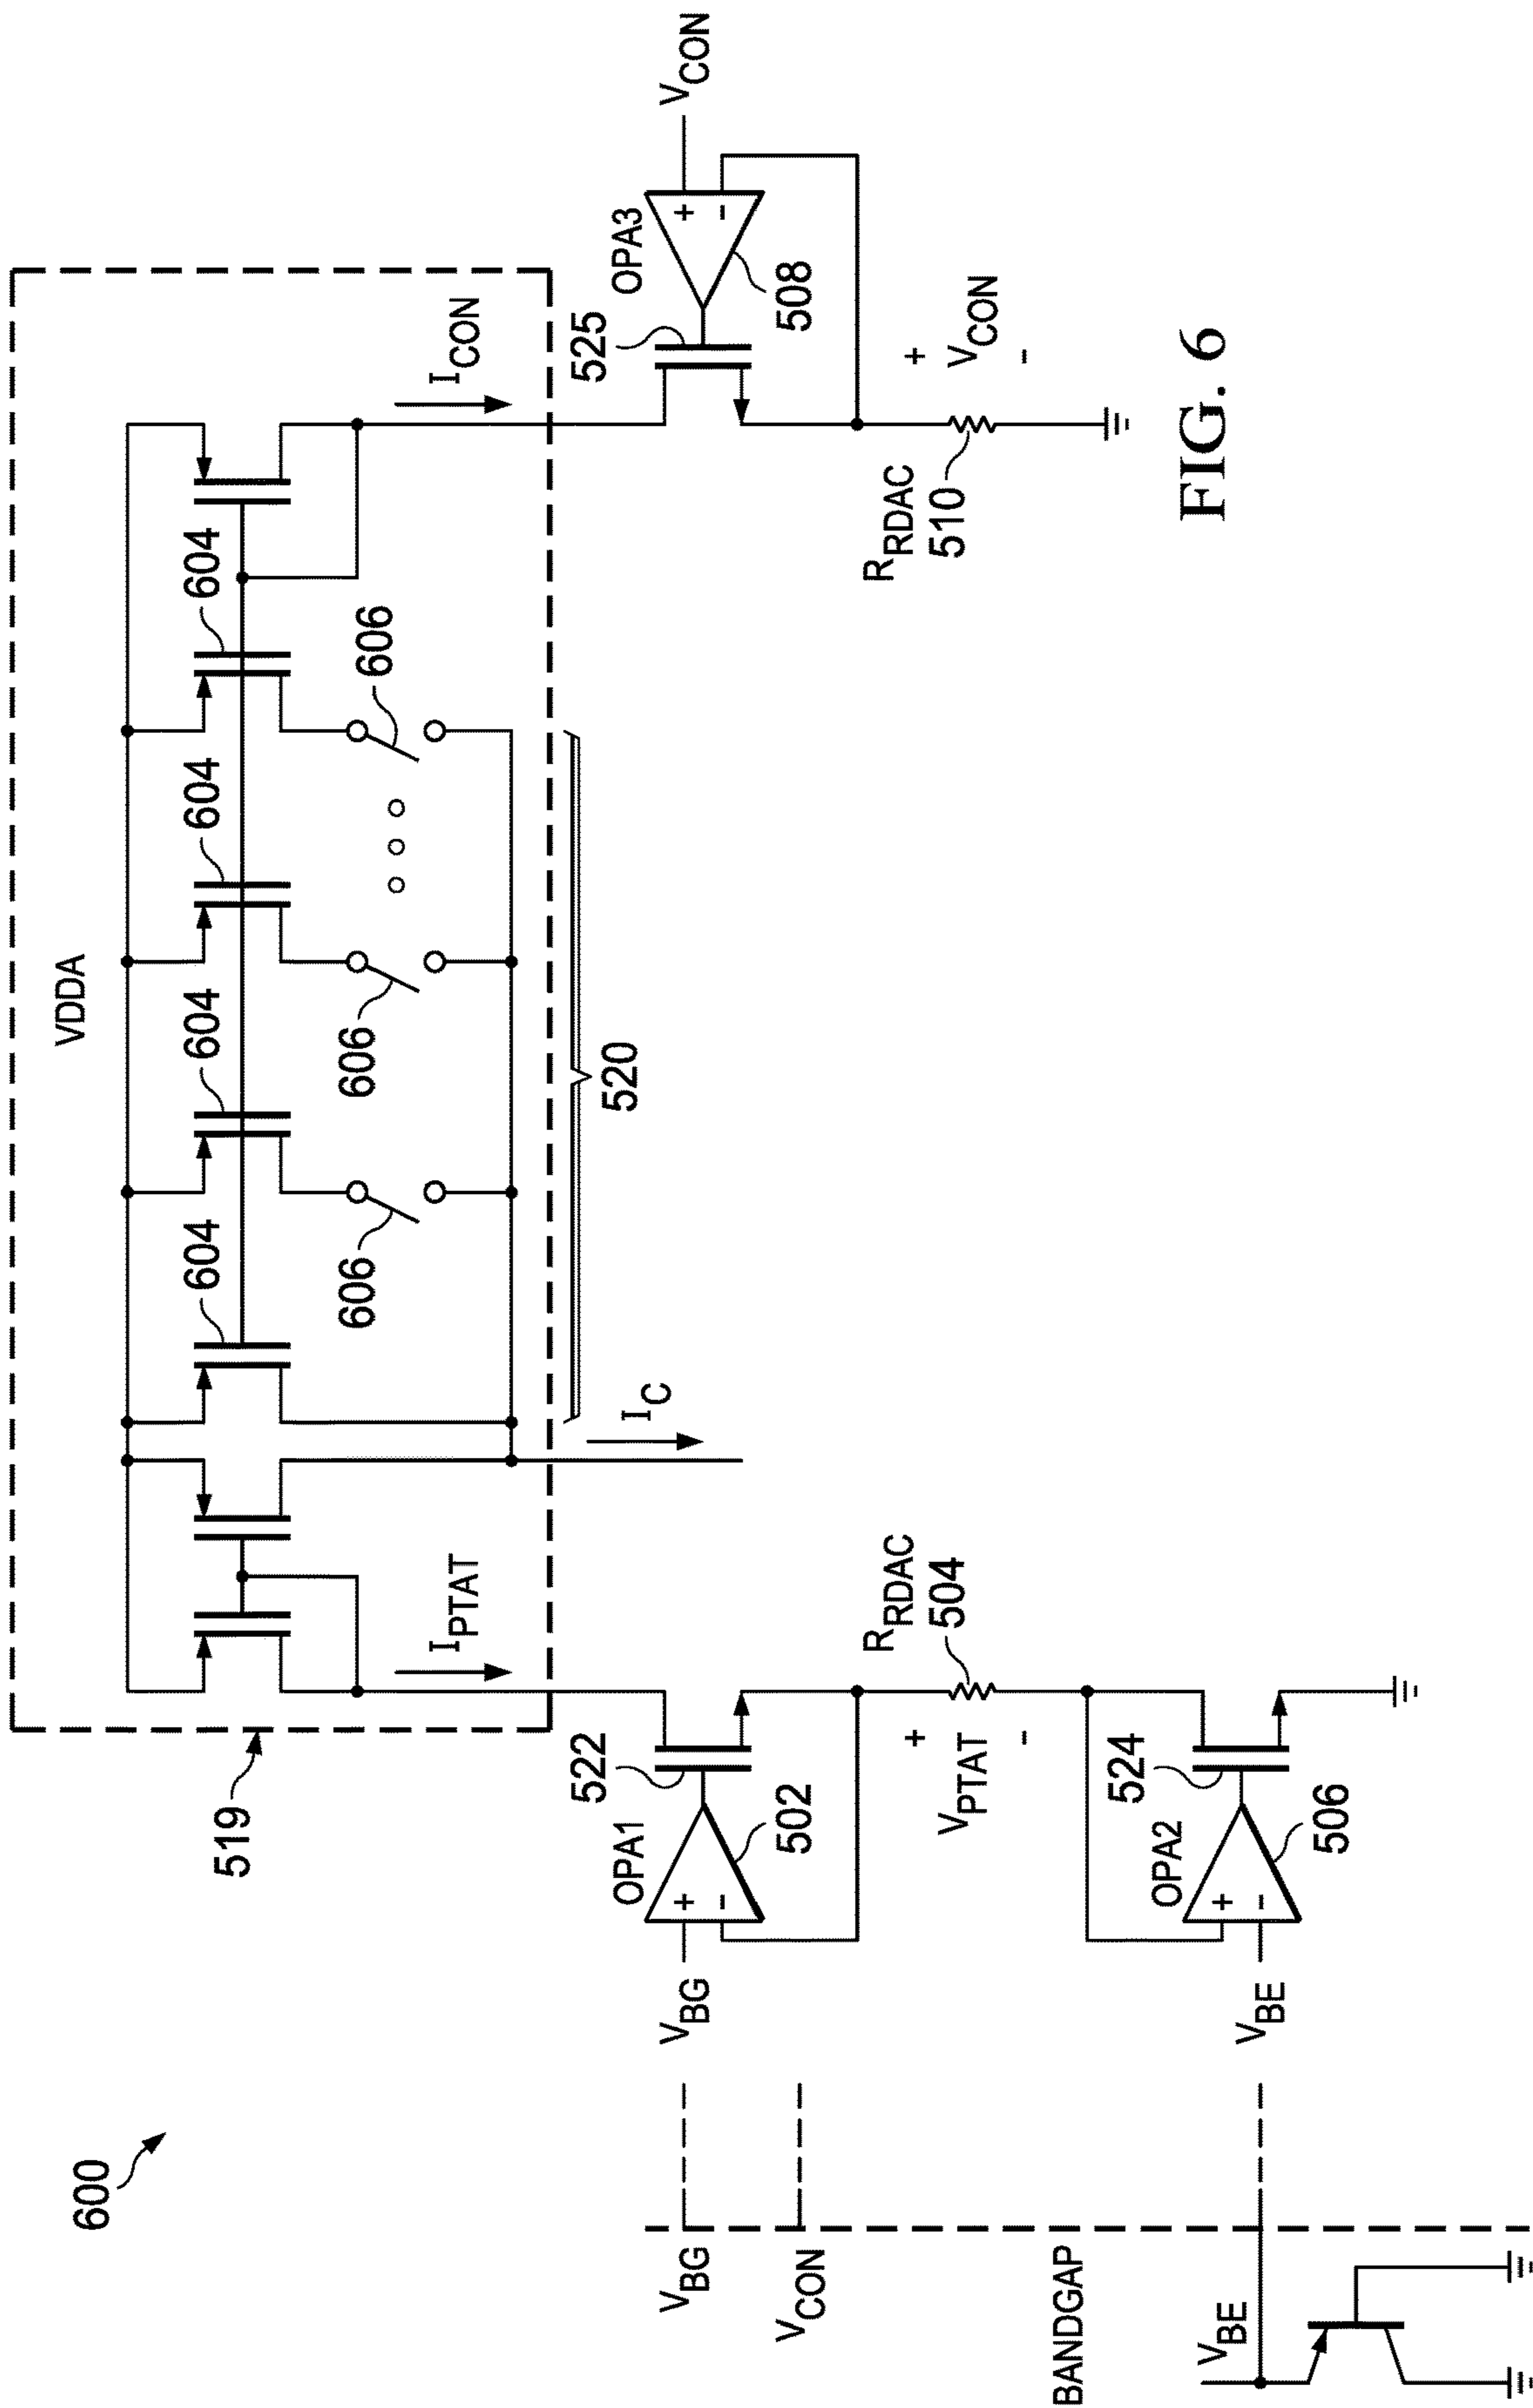 600
519
VDDA
604
604
604
604
606
606
606
I_PTAT
I_C
520
I_CON
V_BG
V_CON
BANDGAP
V_BE
V_BG
OPA1
+
-
502
522
R_RDAC
504
+
V_PTAT
-
V_BE
OPA2
+
-
506
524
525
OPA3
+
-
508
V_CON
R_RDAC
510
+
V_CON
-
FIG. 6